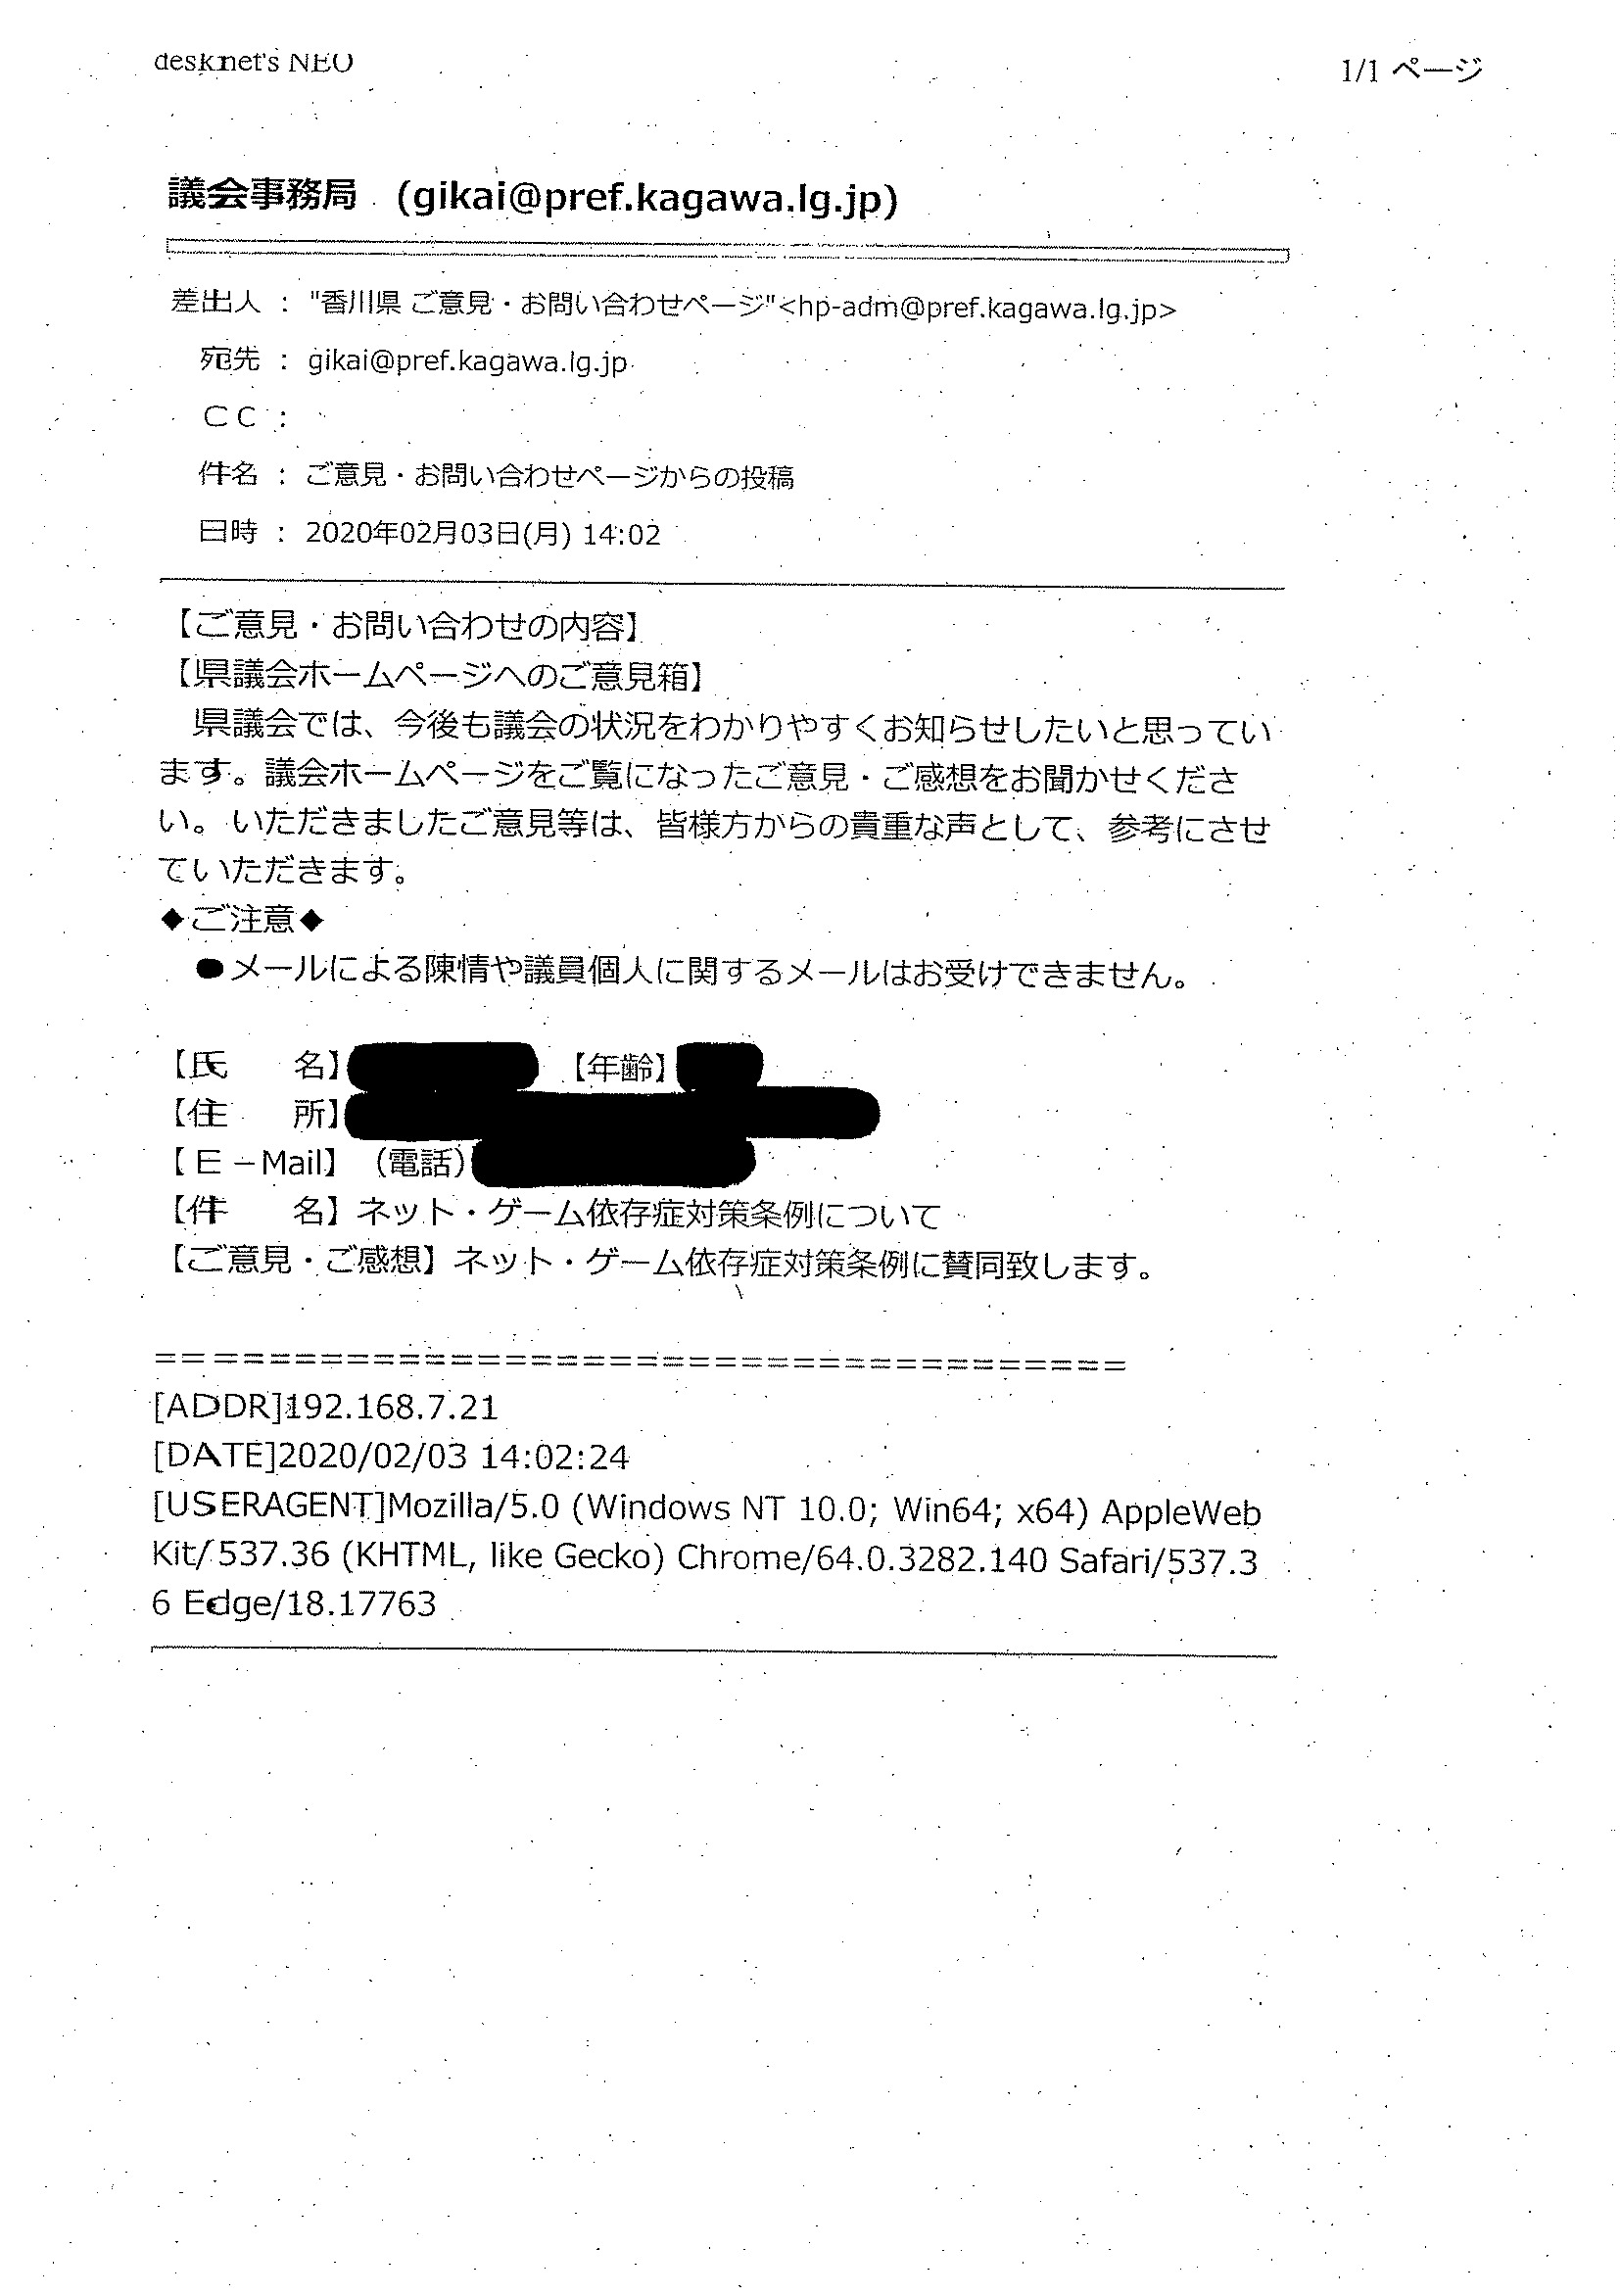 desknet's NEO
1/1 ページ
議会事務局 (gikai@pref.kagawa.lg.jp)
差出人 : "香川県 ご意見・お問い合わせページ"<hp-adm@pref.kagawa.lg.jp>
宛先 : gikai@pref.kagawa.lg.jp
ＣＣ :
件名 : ご意見・お問い合わせページからの投稿
日時 : 2020年02月03日(月) 14:02
【ご意見・お問い合わせの内容】
【県議会ホームページへのご意見箱】
　県議会では、今後も議会の状況をわかりやすくお知らせしたいと思ってい
ます。議会ホームページをご覧になったご意見・ご感想をお聞かせくださ
い。いただきましたご意見等は、皆様方からの貴重な声として、参考にさせ
ていただきます。
◆ご注意◆
　●メールによる陳情や議員個人に関するメールはお受けできません。
【氏　　名】　【年齢】
【住　　所】
【Ｅ－Mail】（電話）
【件　　名】ネット・ゲーム依存症対策条例について
【ご意見・ご感想】ネット・ゲーム依存症対策条例に賛同致します。
=====================================
[ADDR]192.168.7.21
[DATE]2020/02/03 14:02:24
[USERAGENT]Mozilla/5.0 (Windows NT 10.0; Win64; x64) AppleWeb
Kit/537.36 (KHTML, like Gecko) Chrome/64.0.3282.140 Safari/537.3
6 Edge/18.17763